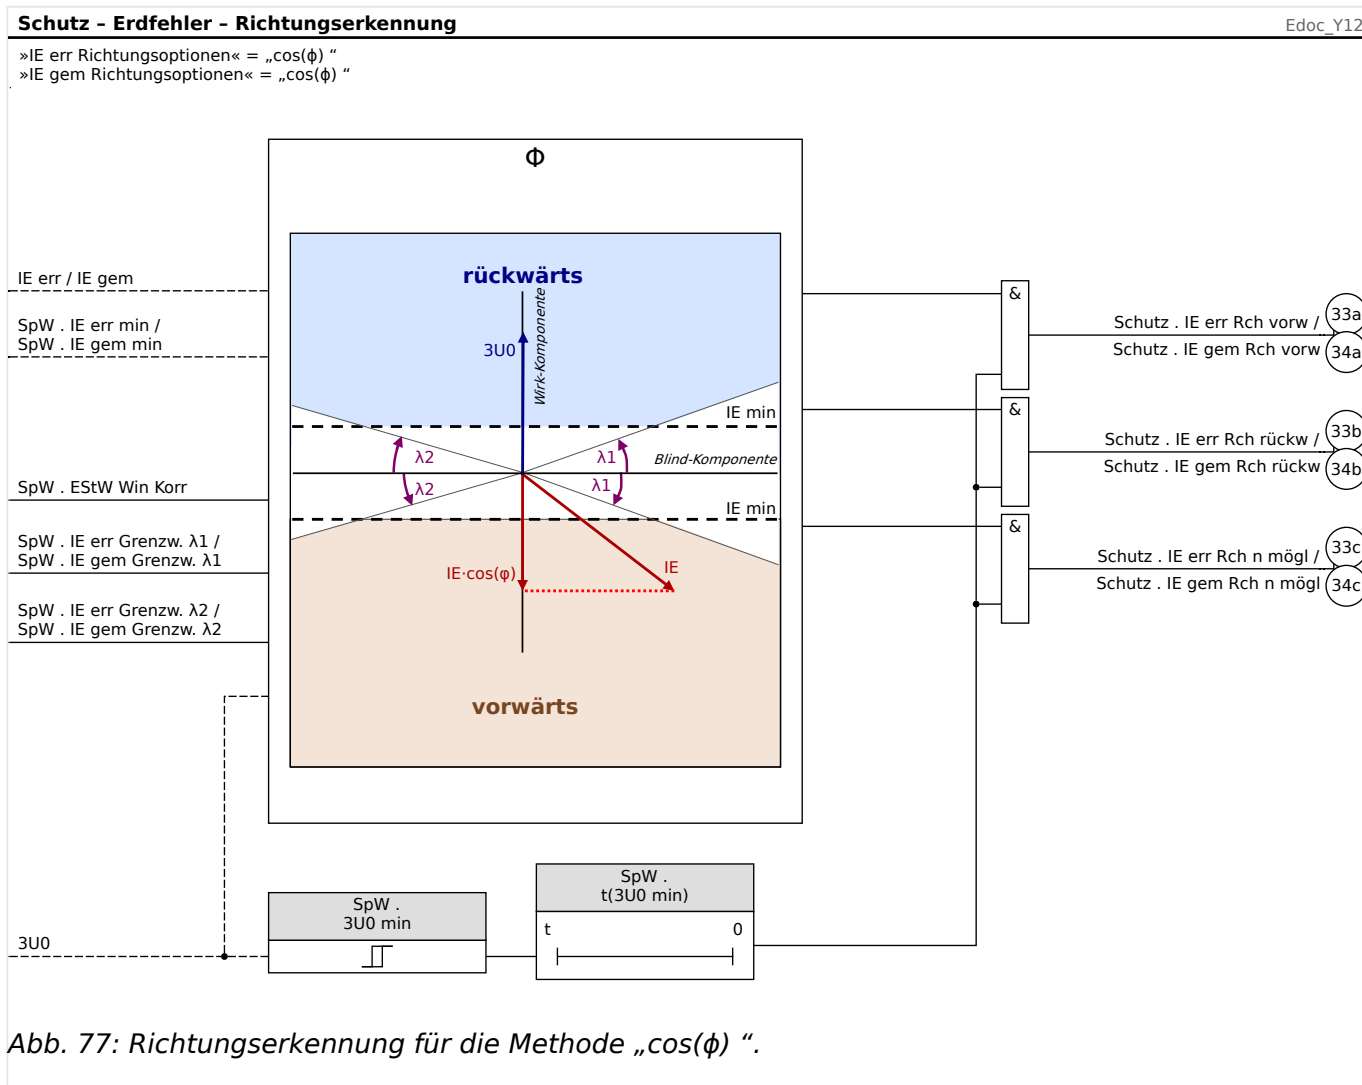 Schutz – Erdfehler – Richtungserkennung
Edoc_Y12
»IE err Richtungsoptionen« = „cos(ϕ) “
»IE gem Richtungsoptionen« = „cos(ϕ) “
Φ
rückwärts
Wirk-Komponente
3U0
IE min
λ2
λ1
Blind-Komponente
λ2
λ1
IE min
IE·cos(φ)
IE
vorwärts
IE err / IE gem
SpW . IE err min /
SpW . IE gem min
SpW . EStW Win Korr
SpW . IE err Grenzw. λ1 /
SpW . IE gem Grenzw. λ1
SpW . IE err Grenzw. λ2 /
SpW . IE gem Grenzw. λ2
3U0
SpW .
3U0 min
SpW .
t(3U0 min)
t
0
&
Schutz . IE err Rch vorw /
33a
Schutz . IE gem Rch vorw
34a
&
Schutz . IE err Rch rückw /
33b
Schutz . IE gem Rch rückw
34b
&
Schutz . IE err Rch n mögl /
33c
Schutz . IE gem Rch n mögl
34c
Abb. 77: Richtungserkennung für die Methode „cos(ϕ) “.